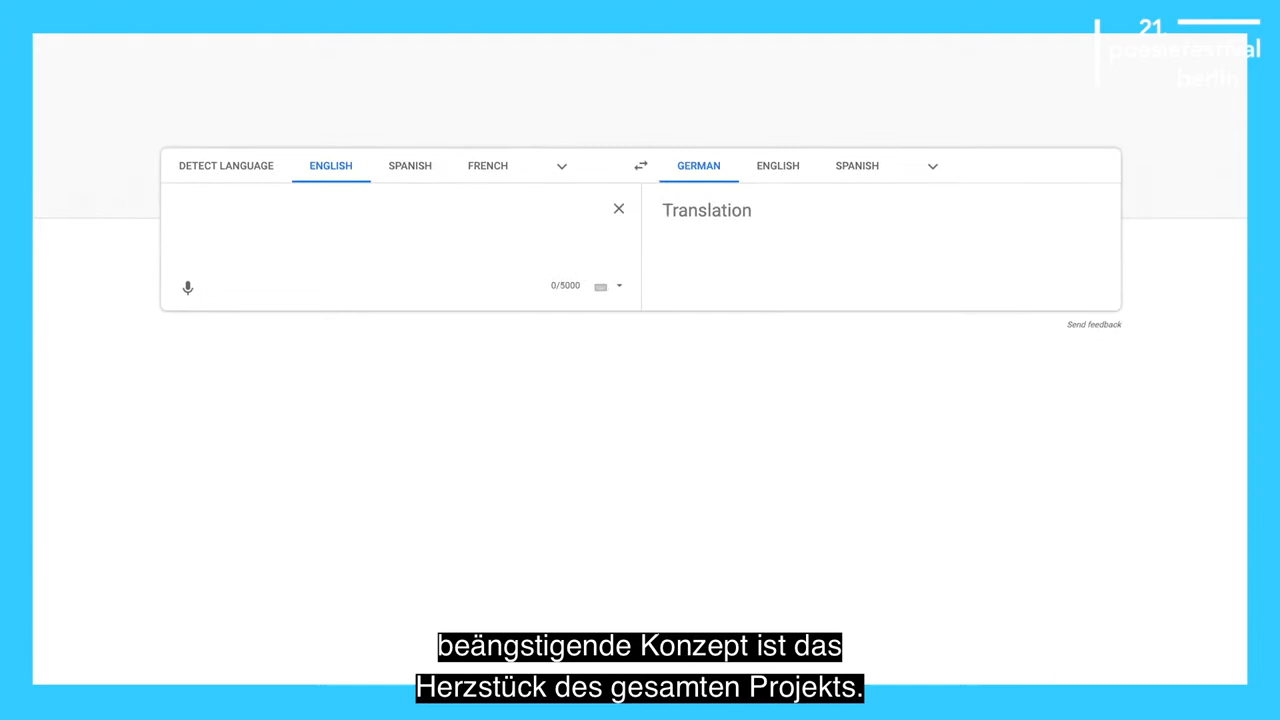 21.
poesiefestival
berlin
DETECT LANGUAGE ENGLISH SPANISH FRENCH GERMAN ENGLISH SPANISH
Translation
0/5000
Send feedback
beängstigende Konzept ist das
Herzstück des gesamten Projekts.